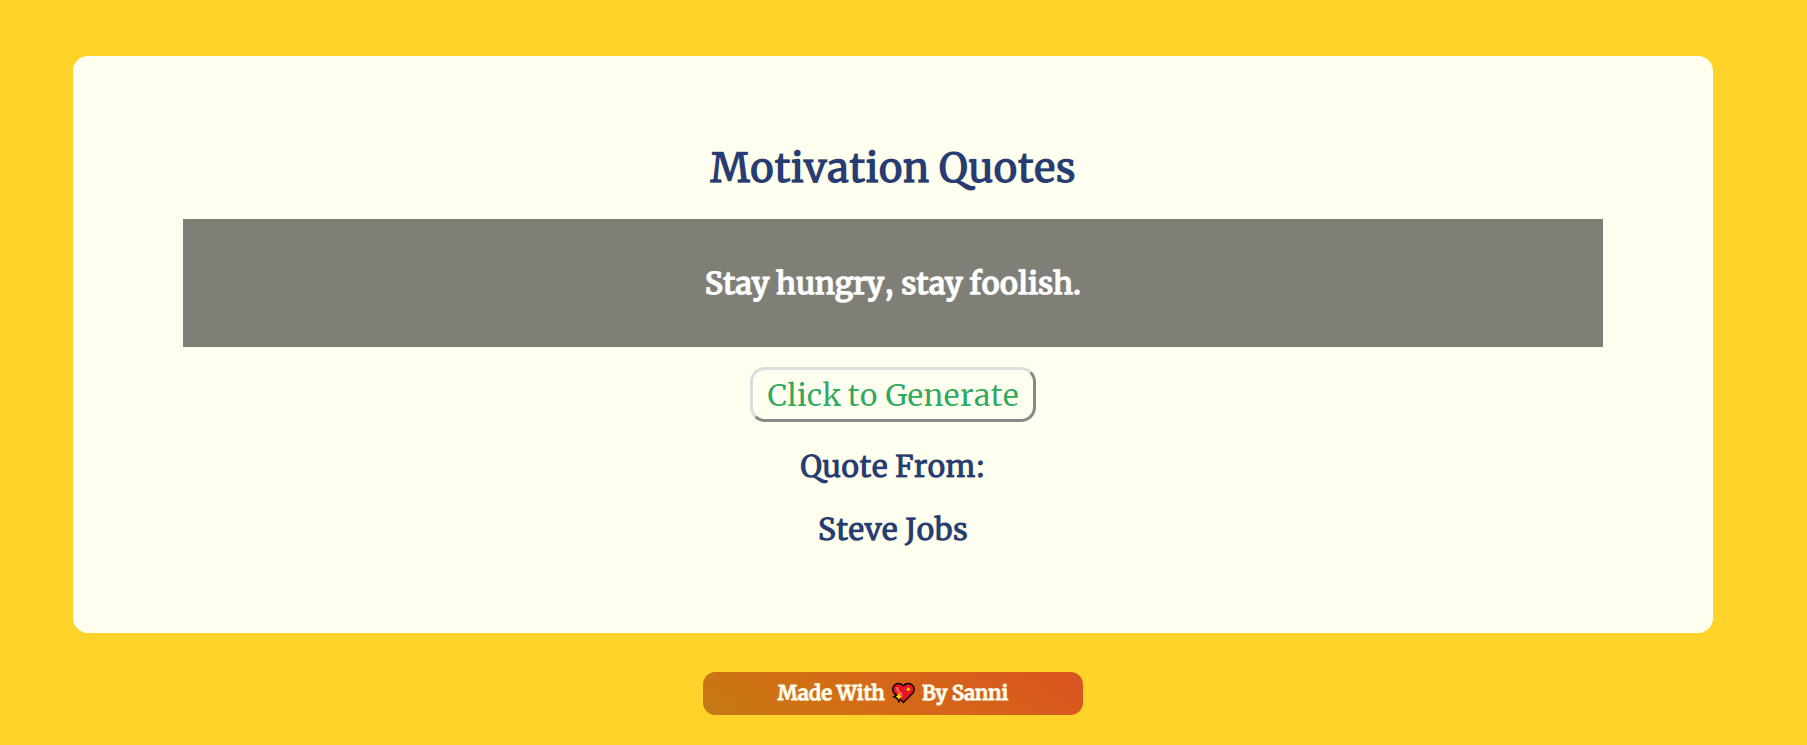 Motivation Quotes
Stay hungry, stay foolish.
Click to Generate
Quote From:
Steve Jobs
Made With 💖 By Sanni